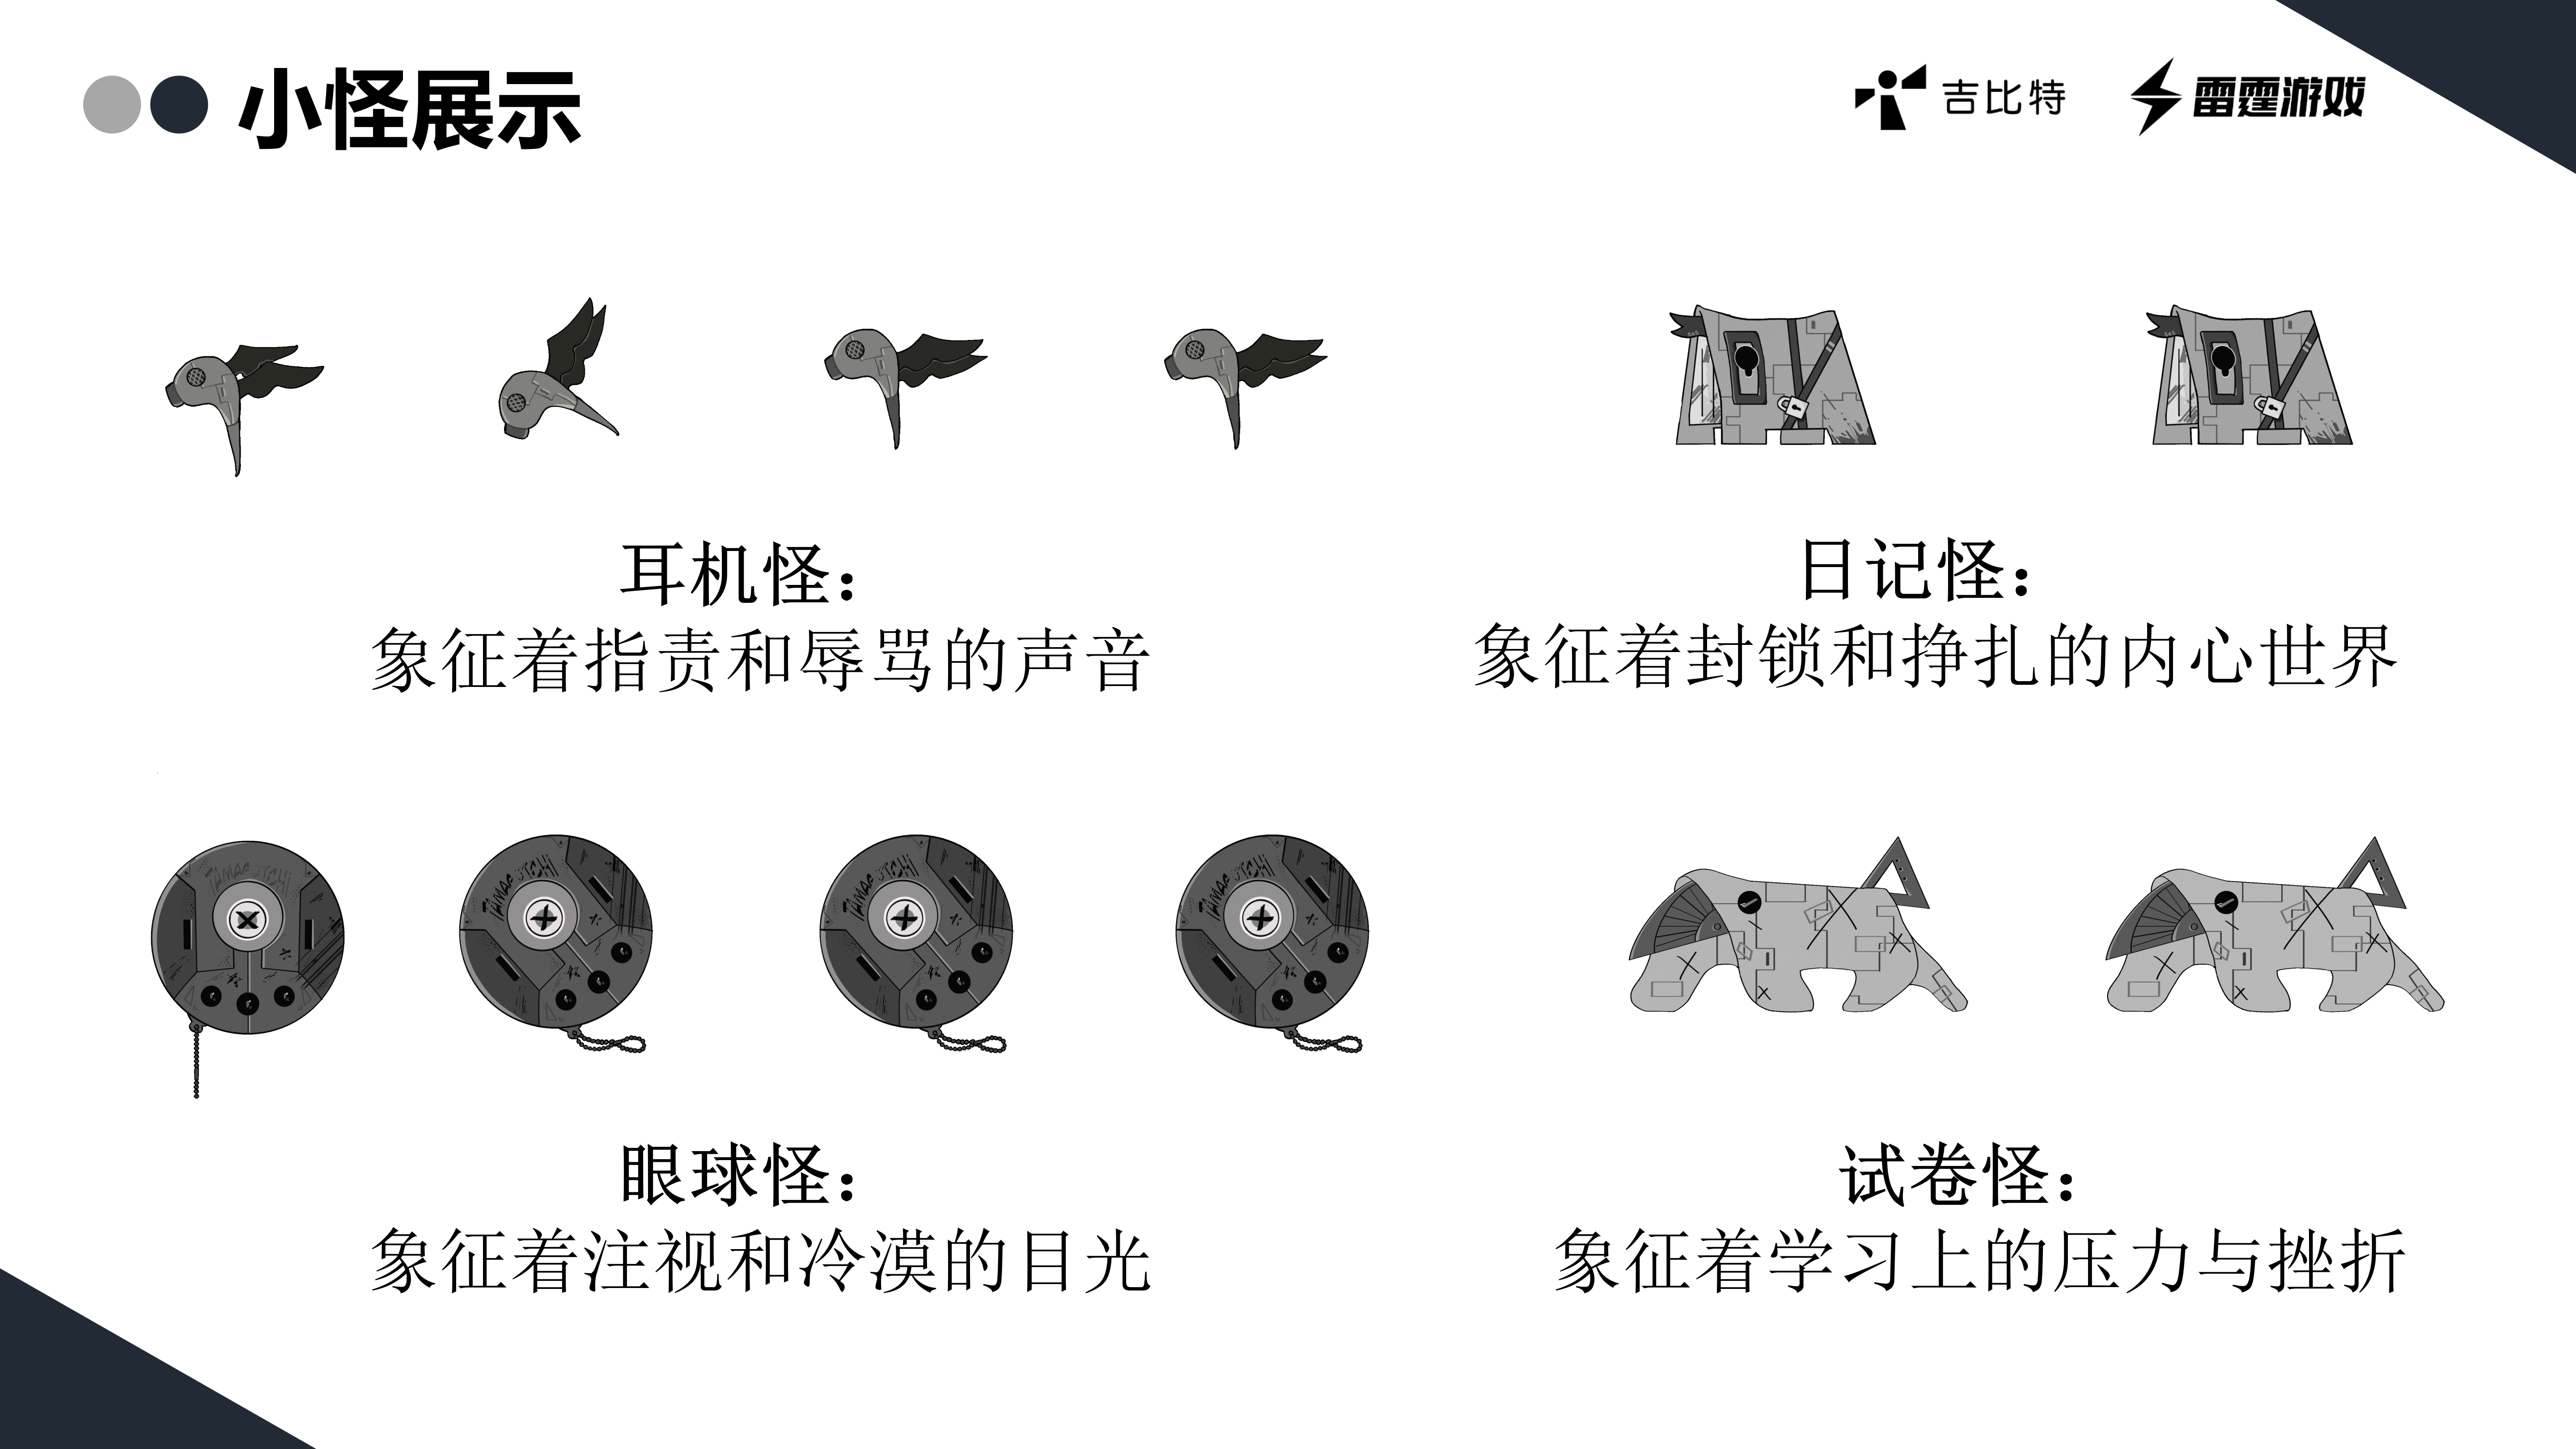 小怪展示
吉比特
雷霆游戏
耳机怪：
象征着指责和辱骂的声音
日记怪：
象征着封锁和挣扎的内心世界
眼球怪：
象征着注视和冷漠的目光
试卷怪：
象征着学习上的压力与挫折